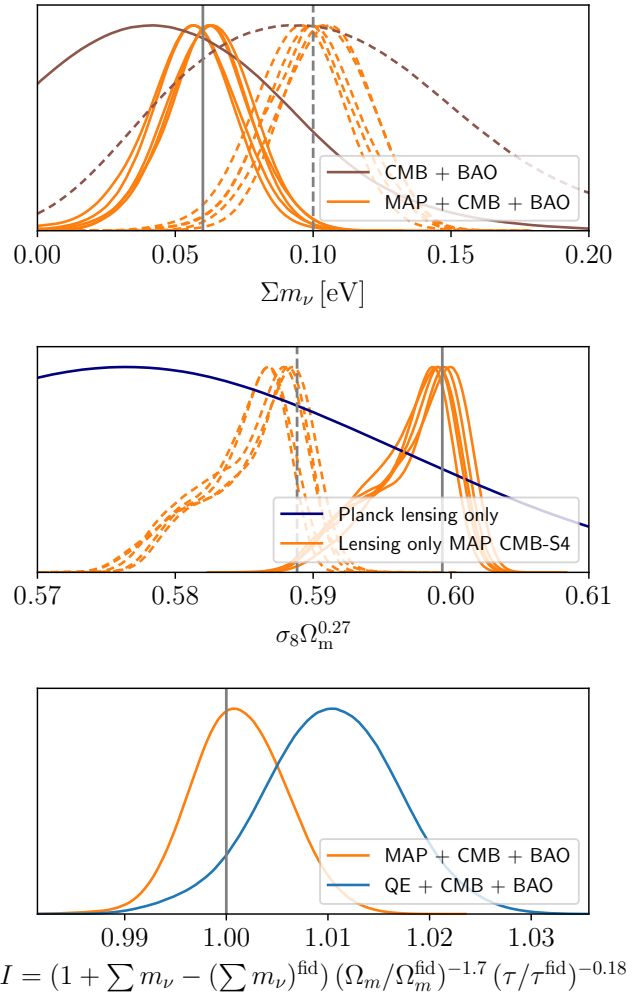 CMB + BAO
MAP + CMB + BAO
0.00 0.05 0.10 0.15 0.20
Σm_ν [eV]
Planck lensing only
Lensing only MAP CMB-S4
0.57 0.58 0.59 0.60 0.61
σ₈Ω_m^0.27
MAP + CMB + BAO
QE + CMB + BAO
0.99 1.00 1.01 1.02 1.03
I = (1 + ∑ m_ν − (∑ m_ν)^fid) (Ω_m/Ω_m^fid)^−1.7 (τ/τ^fid)^−0.18